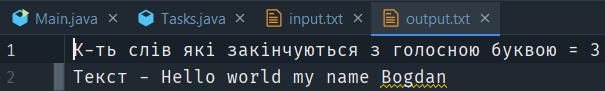 Main.java Tasks.java input.txt output.txt
1 К-ть слів які закінчуються з голосною буквою = 3
2 Текст - Hello world my name Bogdan